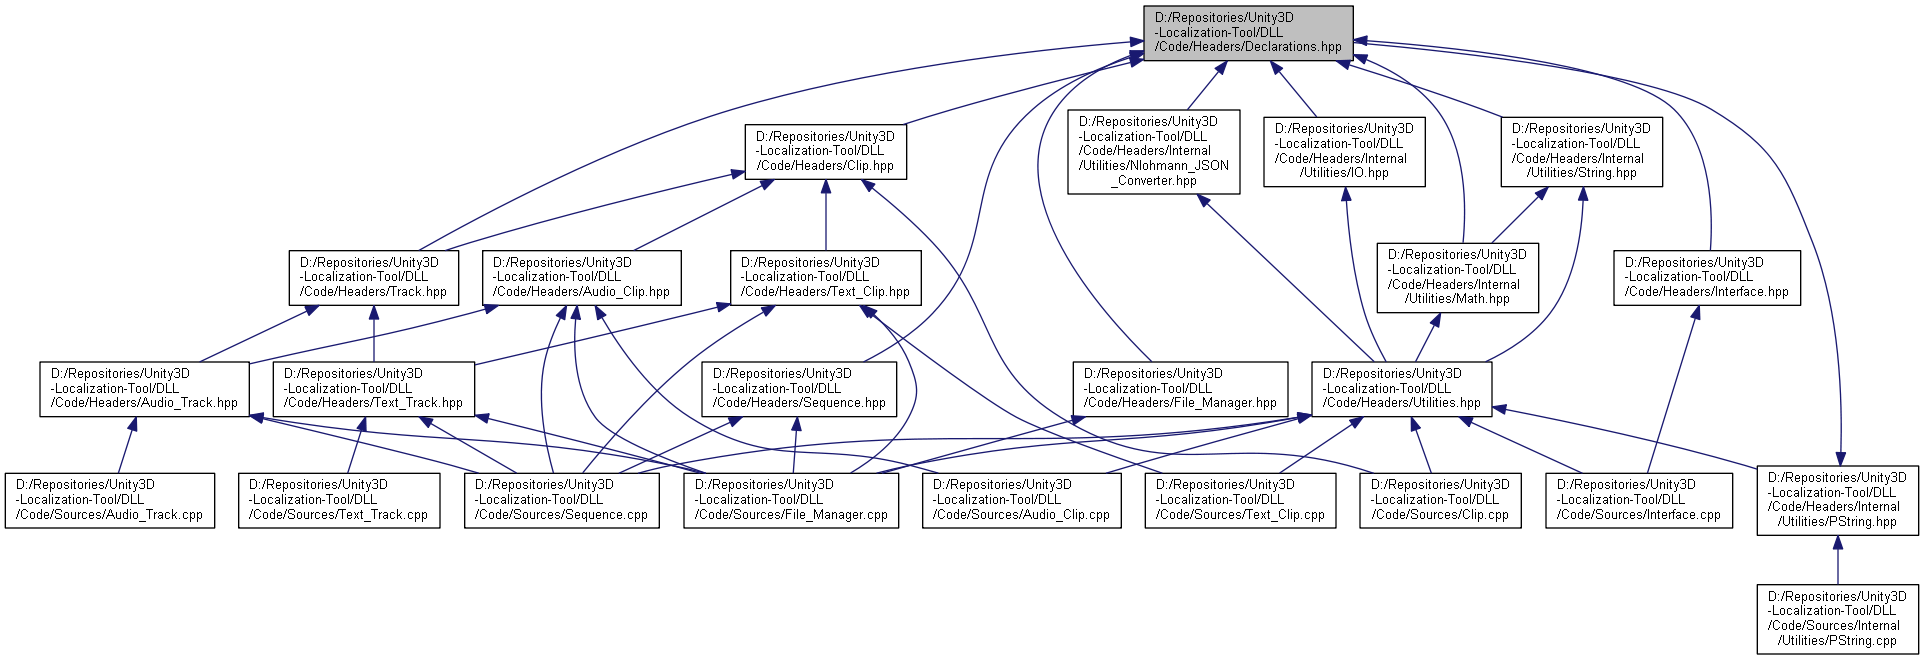 D:/Repositories/Unity3D
-Localization-Tool/DLL
/Code/Headers/Declarations.hpp
D:/Repositories/Unity3D
-Localization-Tool/DLL
/Code/Headers/Clip.hpp
D:/Repositories/Unity3D
-Localization-Tool/DLL
/Code/Headers/Internal
/Utilities/Nlohmann_JSON
_Converter.hpp
D:/Repositories/Unity3D
-Localization-Tool/DLL
/Code/Headers/Internal
/Utilities/IO.hpp
D:/Repositories/Unity3D
-Localization-Tool/DLL
/Code/Headers/Internal
/Utilities/String.hpp
D:/Repositories/Unity3D
-Localization-Tool/DLL
/Code/Headers/Track.hpp
D:/Repositories/Unity3D
-Localization-Tool/DLL
/Code/Headers/Audio_Clip.hpp
D:/Repositories/Unity3D
-Localization-Tool/DLL
/Code/Headers/Text_Clip.hpp
D:/Repositories/Unity3D
-Localization-Tool/DLL
/Code/Headers/Internal
/Utilities/Math.hpp
D:/Repositories/Unity3D
-Localization-Tool/DLL
/Code/Headers/Interface.hpp
D:/Repositories/Unity3D
-Localization-Tool/DLL
/Code/Headers/Audio_Track.hpp
D:/Repositories/Unity3D
-Localization-Tool/DLL
/Code/Headers/Text_Track.hpp
D:/Repositories/Unity3D
-Localization-Tool/DLL
/Code/Headers/Sequence.hpp
D:/Repositories/Unity3D
-Localization-Tool/DLL
/Code/Headers/File_Manager.hpp
D:/Repositories/Unity3D
-Localization-Tool/DLL
/Code/Headers/Utilities.hpp
D:/Repositories/Unity3D
-Localization-Tool/DLL
/Code/Sources/Audio_Track.cpp
D:/Repositories/Unity3D
-Localization-Tool/DLL
/Code/Sources/Text_Track.cpp
D:/Repositories/Unity3D
-Localization-Tool/DLL
/Code/Sources/Sequence.cpp
D:/Repositories/Unity3D
-Localization-Tool/DLL
/Code/Sources/File_Manager.cpp
D:/Repositories/Unity3D
-Localization-Tool/DLL
/Code/Sources/Audio_Clip.cpp
D:/Repositories/Unity3D
-Localization-Tool/DLL
/Code/Sources/Text_Clip.cpp
D:/Repositories/Unity3D
-Localization-Tool/DLL
/Code/Sources/Clip.cpp
D:/Repositories/Unity3D
-Localization-Tool/DLL
/Code/Sources/Interface.cpp
D:/Repositories/Unity3D
-Localization-Tool/DLL
/Code/Headers/Internal
/Utilities/PString.hpp
D:/Repositories/Unity3D
-Localization-Tool/DLL
/Code/Sources/Internal
/Utilities/PString.cpp